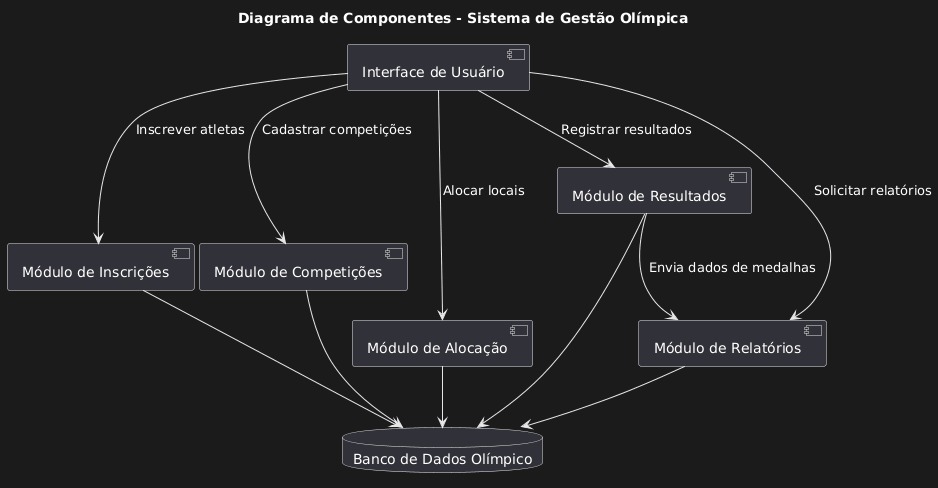 Diagrama de Componentes - Sistema de Gestão Olímpica
Interface de Usuário
Inscrever atletas
Cadastrar competições
Registrar resultados
Alocar locais
Módulo de Resultados
Solicitar relatórios
Módulo de Inscrições
Módulo de Competições
Envia dados de medalhas
Módulo de Alocação
Módulo de Relatórios
Banco de Dados Olímpico